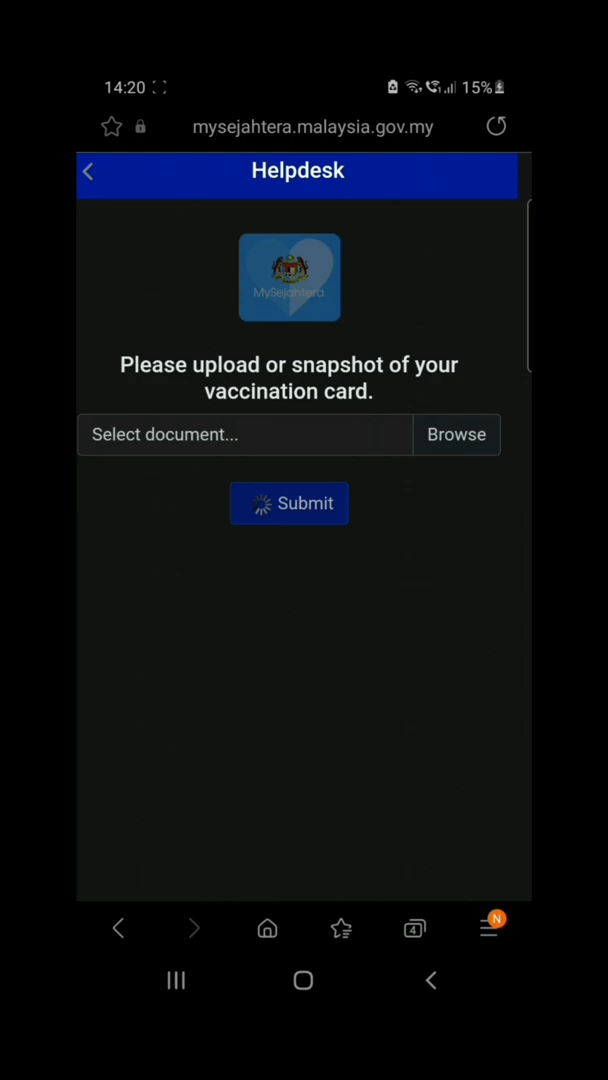 14:20 15%
mysejahtera.malaysia.gov.my
Helpdesk
MySejahtera
Please upload or snapshot of your
vaccination card.
Select document... Browse
Submit
4 N